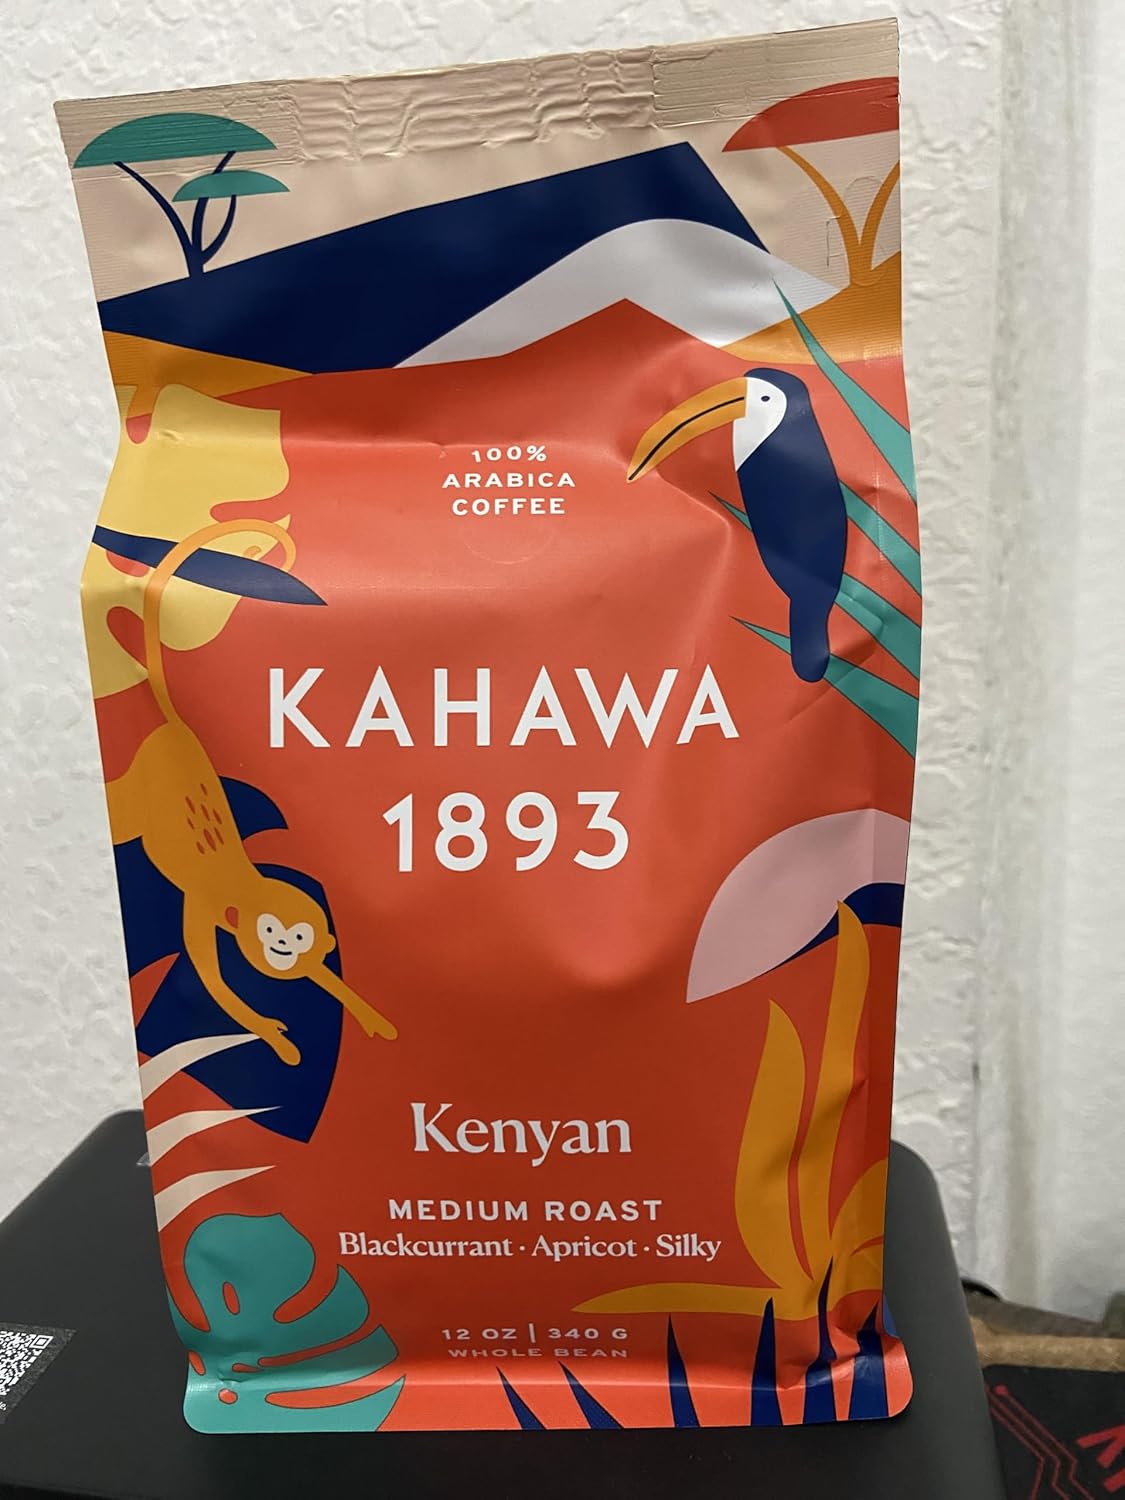 100%
ARABICA
COFFEE
KAHAWA
1893
Kenyan
MEDIUM ROAST
Blackcurrant · Apricot · Silky
12 OZ | 340 G
WHOLE BEAN